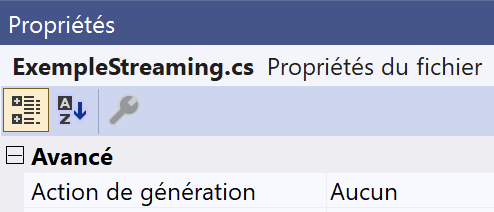 Propriétés
ExempleStreaming.cs Propriétés du fichier
A
Z
Avancé
Action de génération Aucun